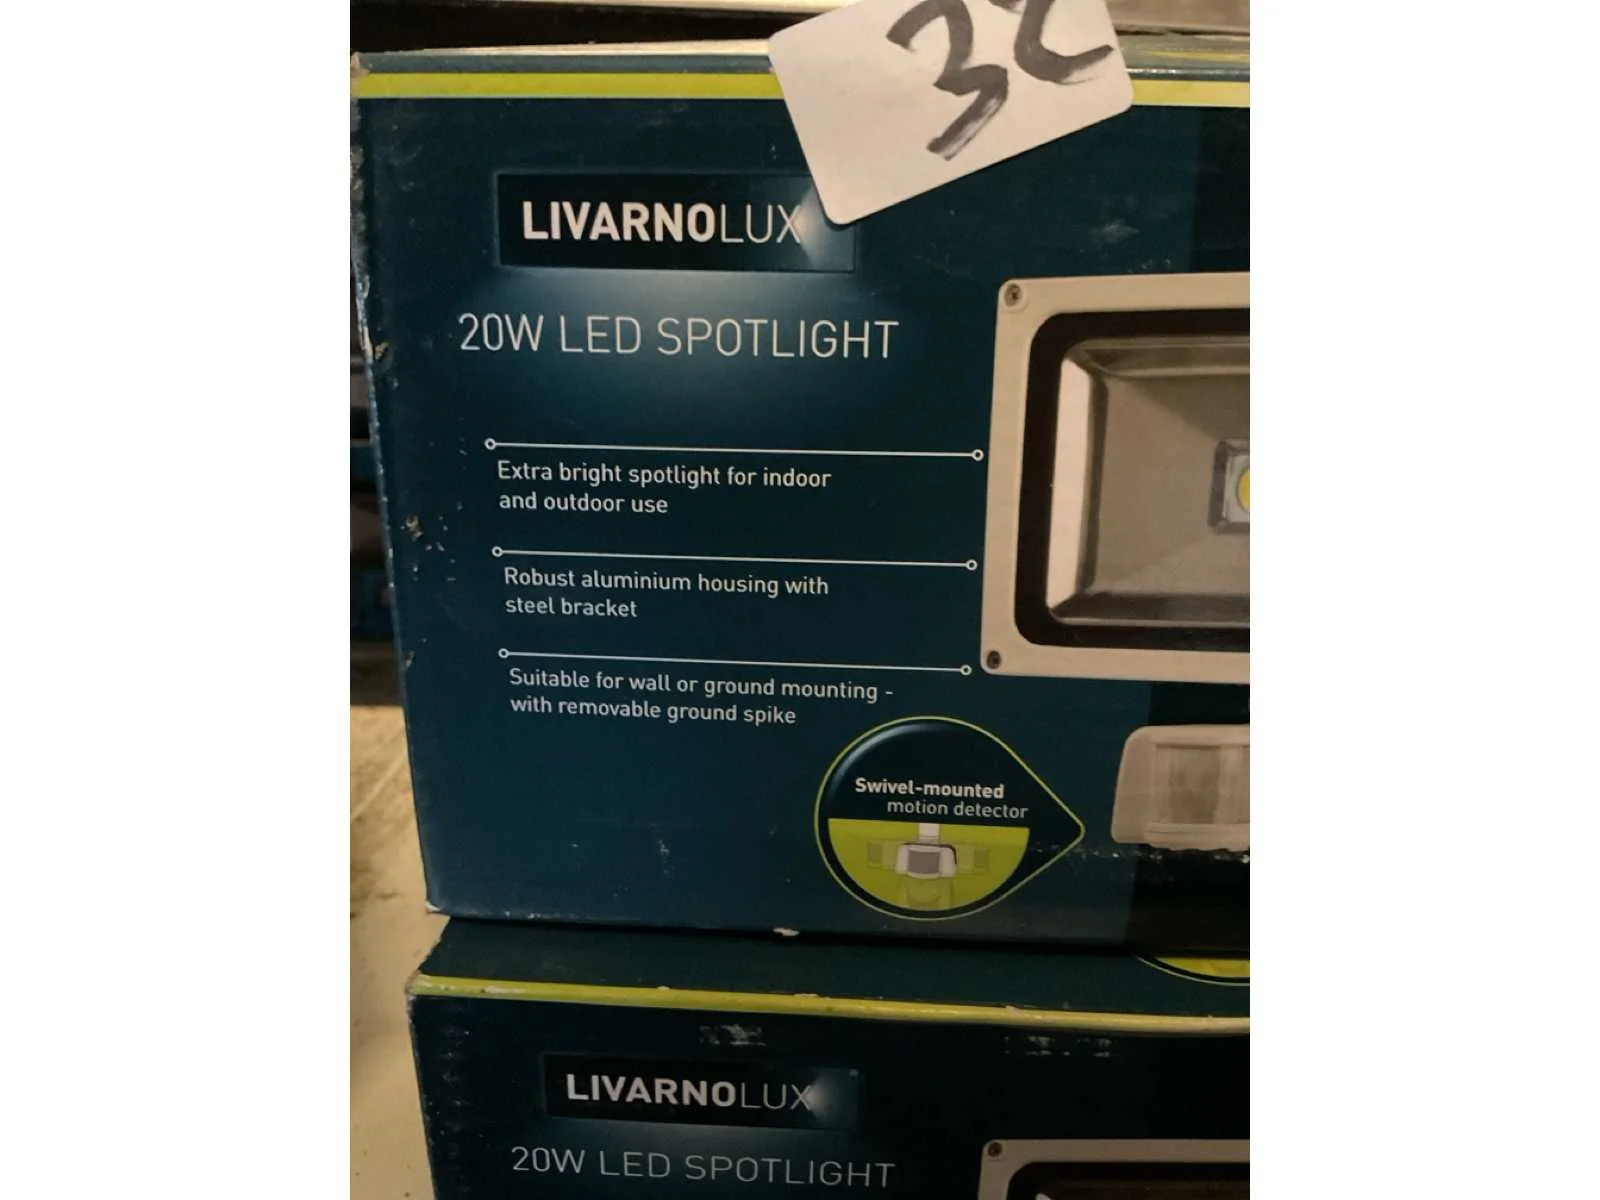 LIVARNOLUX
20W LED SPOTLIGHT
Extra bright spotlight for indoor
and outdoor use
Robust aluminium housing with
steel bracket
Suitable for wall or ground mounting -
with removable ground spike
Swivel-mounted
motion detector
LIVARNOLUX
20W LED SPOTLIGHT